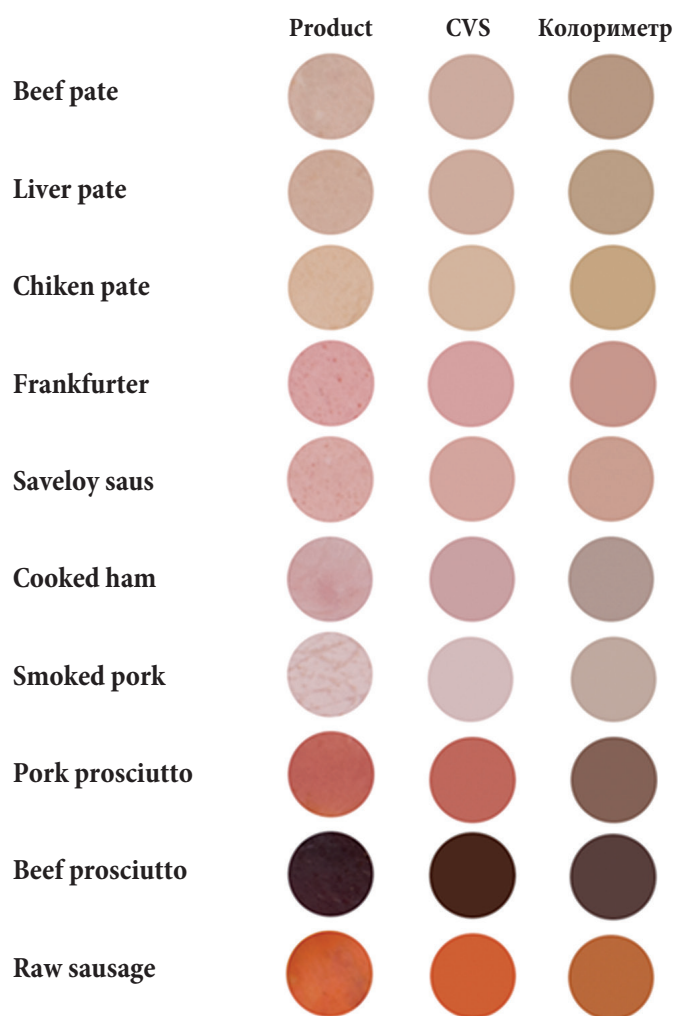 Product CVS Колориметр
Beef pate
Liver pate
Chiken pate
Frankfurter
Saveloy saus
Cooked ham
Smoked pork
Pork prosciutto
Beef prosciutto
Raw sausage